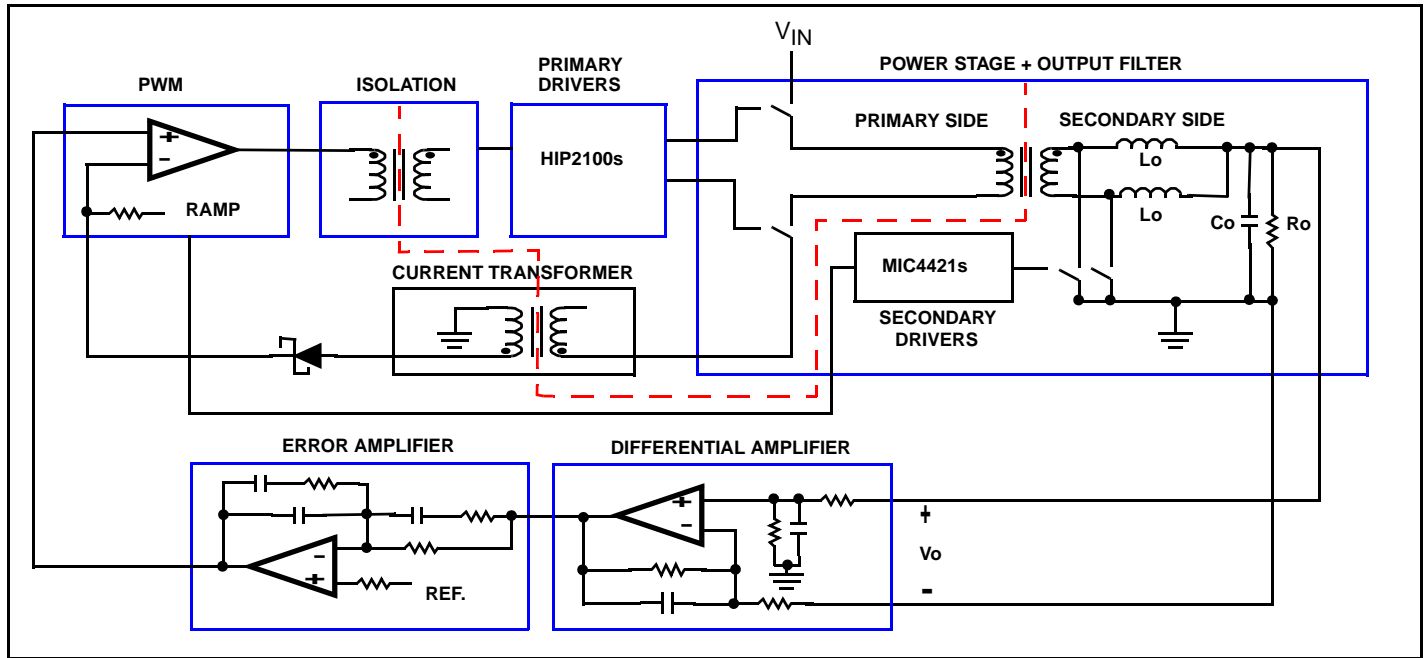 VIN
PWM
ISOLATION
PRIMARY
DRIVERS
POWER STAGE + OUTPUT FILTER
+
-
RAMP
HIP2100s
PRIMARY SIDE
SECONDARY SIDE
Lo
Lo
Co
Ro
CURRENT TRANSFORMER
MIC4421s
SECONDARY
DRIVERS
ERROR AMPLIFIER
DIFFERENTIAL AMPLIFIER
-
+
REF.
+
-
+
Vo
-